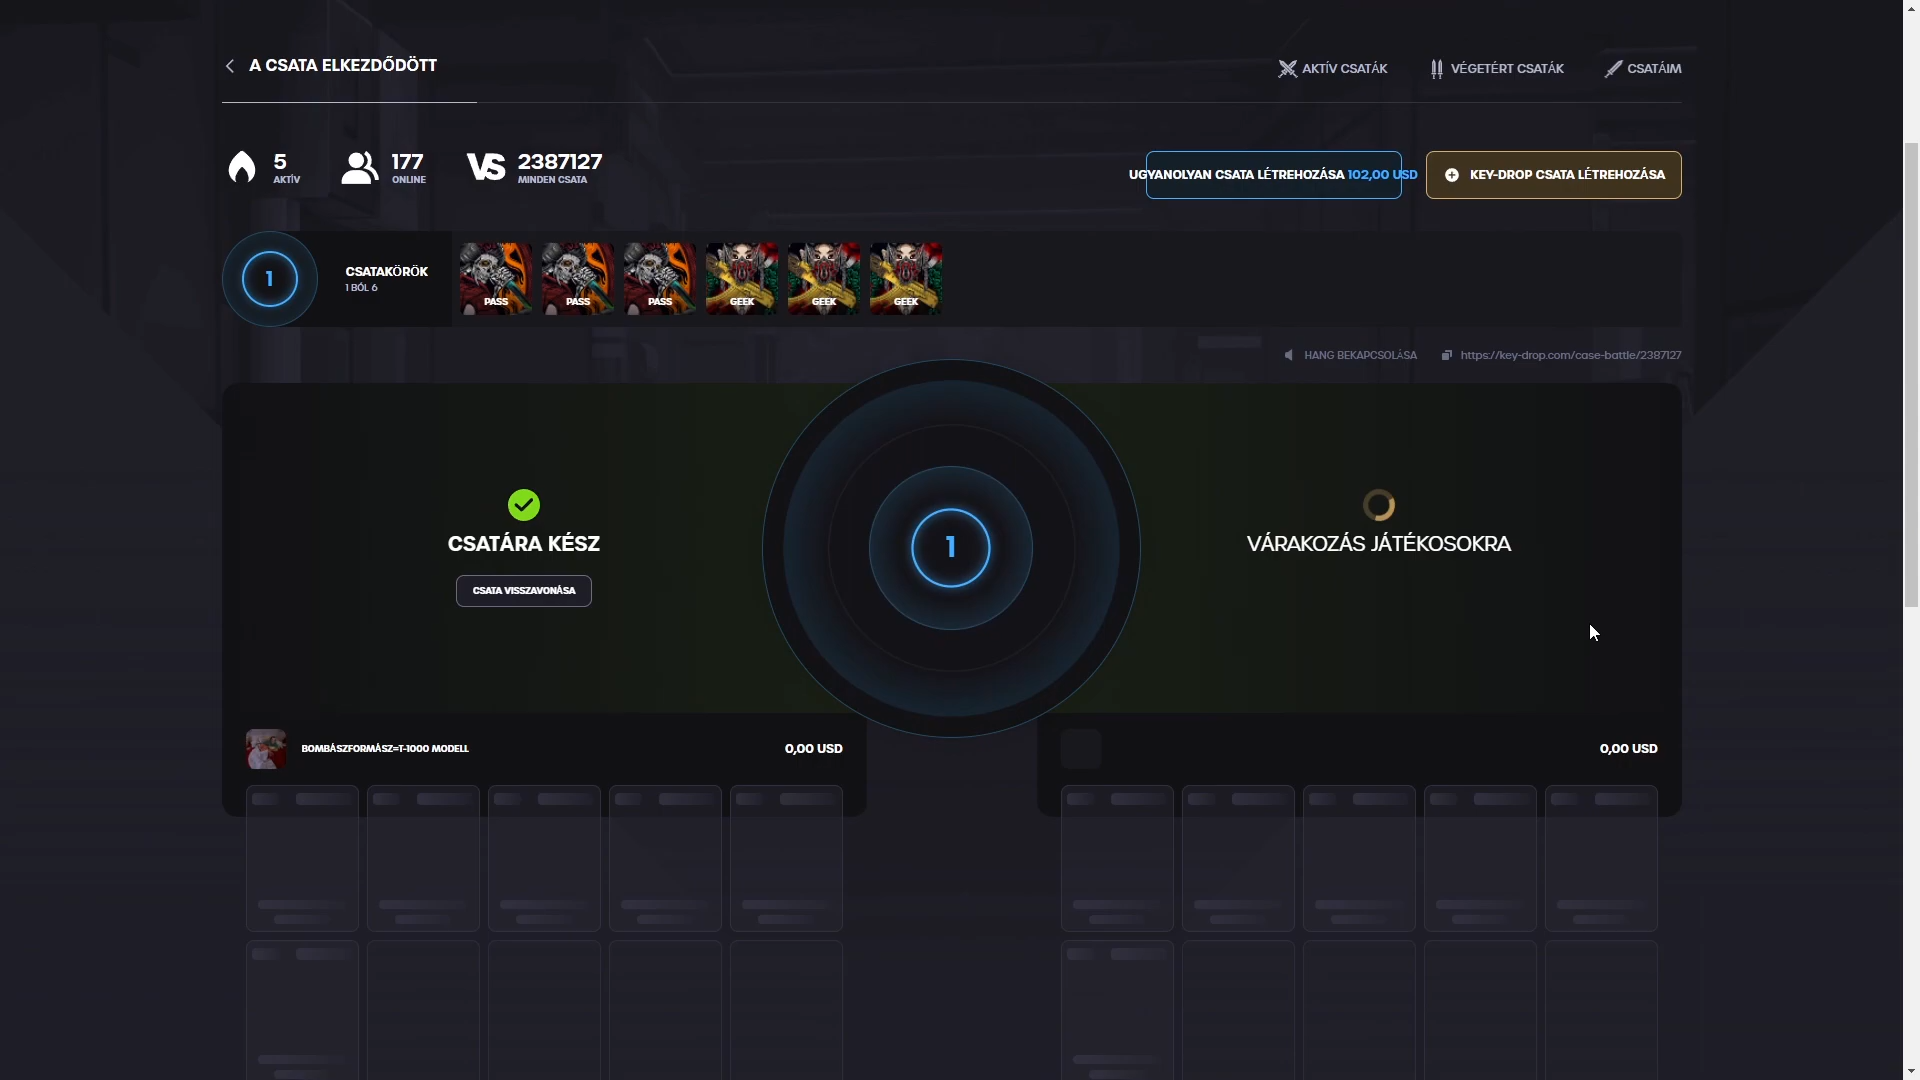 A CSATA ELKEZDŐDÖTT
AKTÍV CSATÁK
VÉGETÉRT CSATÁK
CSATÁIM
5
AKTÍV
177
ONLINE
VS
2387127
MINDEN CSATA
UGYANOLYAN CSATA LÉTREHOZÁSA 102,00 USD
KEY-DROP CSATA LÉTREHOZÁSA
1
CSATAKÖRÖK
1 BÓL 6
PASS
PASS
PASS
GEEK
GEEK
GEEK
HANG BEKAPCSOLÁSA
https://key-drop.com/case-battle/2387127
CSATÁRA KÉSZ
CSATA VISSZAVONÁSA
1
VÁRAKOZÁS JÁTÉKOSOKRA
BOMBÁSZFORMÁSZ=T-1000 MODELL
0,00 USD
0,00 USD